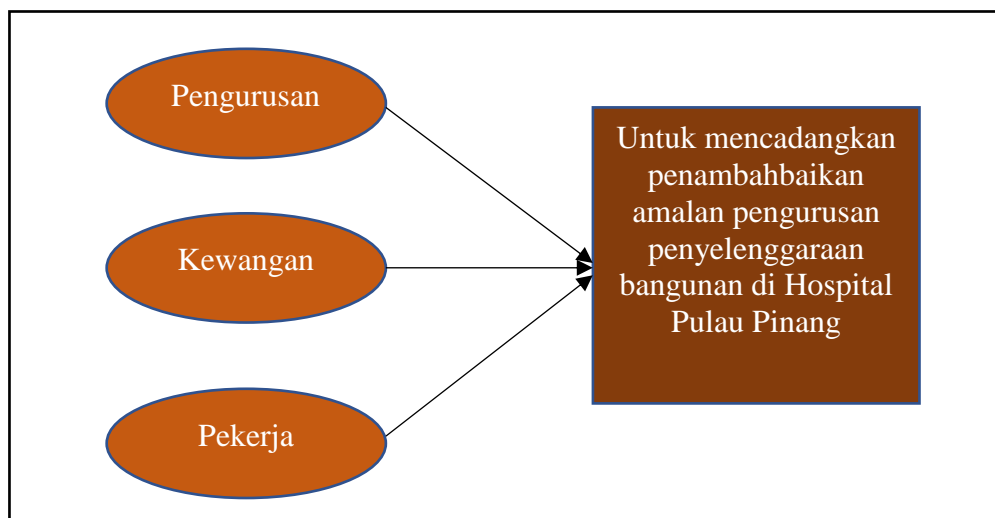 Pengurusan
Kewangan
Pekerja
Untuk mencadangkan
penambahbaikan
amalan pengurusan
penyelenggaraan
bangunan di Hospital
Pulau Pinang